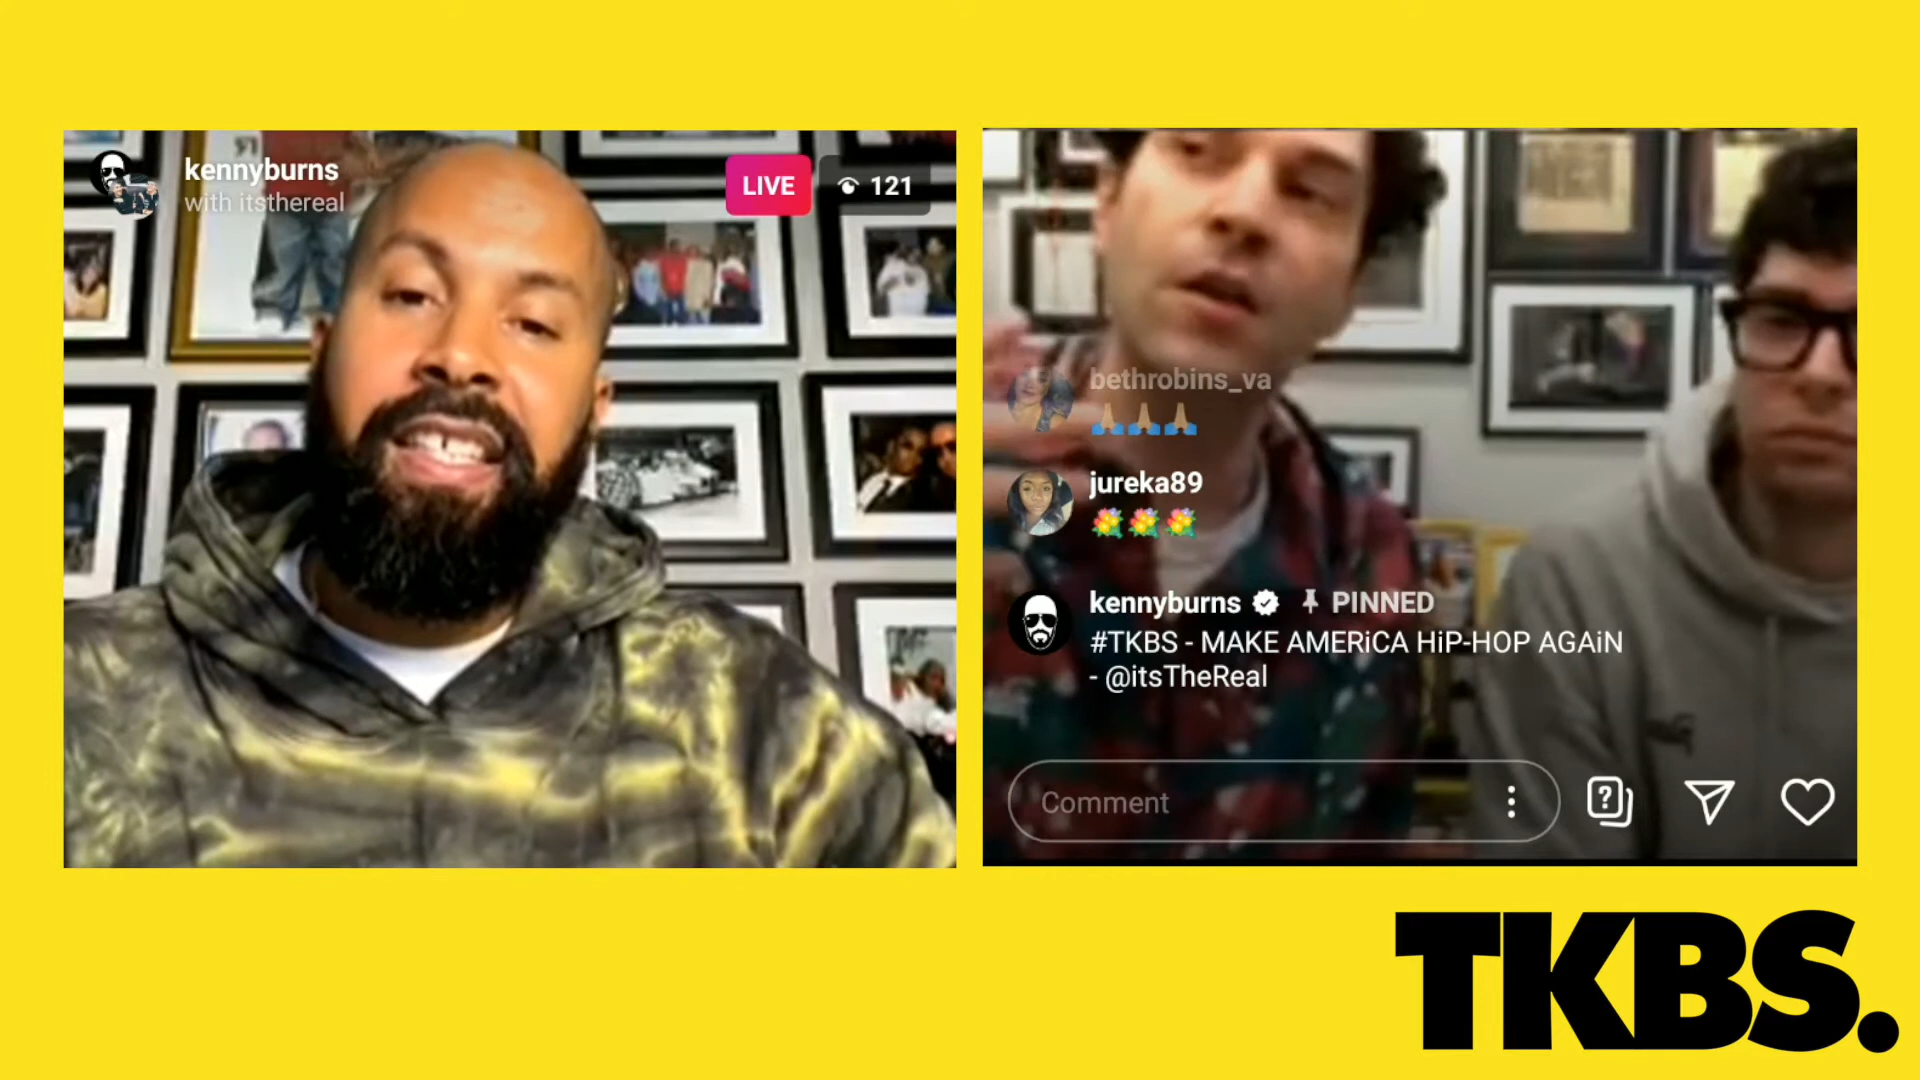 kennyburns
with itsthereal
LIVE
121
bethrobins_va
jureka89
kennyburns PINNED
#TKBS - MAKE AMERiCA HiP-HOP AGAiN
- @itsTheReal
Comment
TKBS.